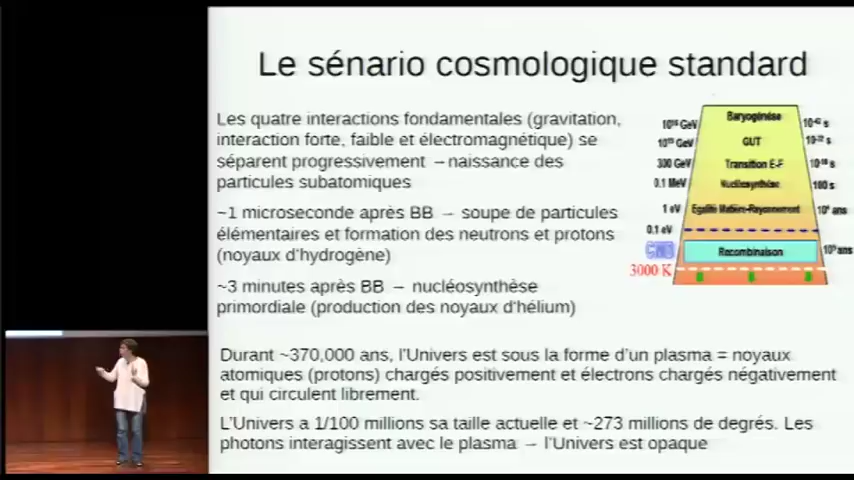 Le sénario cosmologique standard
Les quatre interactions fondamentales (gravitation,
interaction forte, faible et électromagnétique) se
séparent progressivement → naissance des
particules subatomiques
~1 microseconde après BB → soupe de particules
élémentaires et formation des neutrons et protons
(noyaux d'hydrogène)
~3 minutes après BB → nucléosynthèse
primordiale (production des noyaux d'hélium)
Durant ~370,000 ans, l'Univers est sous la forme d'un plasma = noyaux
atomiques (protons) chargés positivement et électrons chargés négativement
et qui circulent librement.
L'Univers a 1/100 millions sa taille actuelle et ~273 millions de degrés. Les
photons interagissent avec le plasma → l'Univers est opaque
Baryogénèse
GUT
300 GeV Transition E-F
0.1 MeV Nucléosynthèse 100 s
1 eV Egalité Matière-Rayonnement
0.1 eV
CMB Recombinaison
3000 K